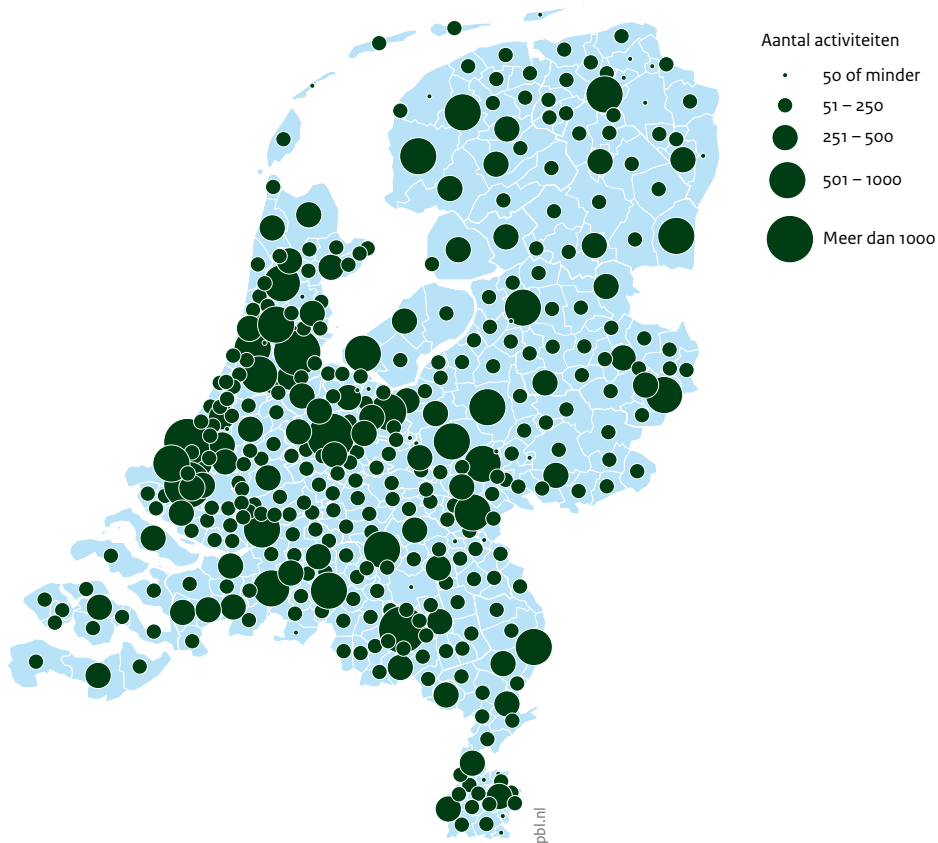 Aantal activiteiten
50 of minder
51 – 250
251 – 500
501 – 1000
Meer dan 1000
pbl.nl